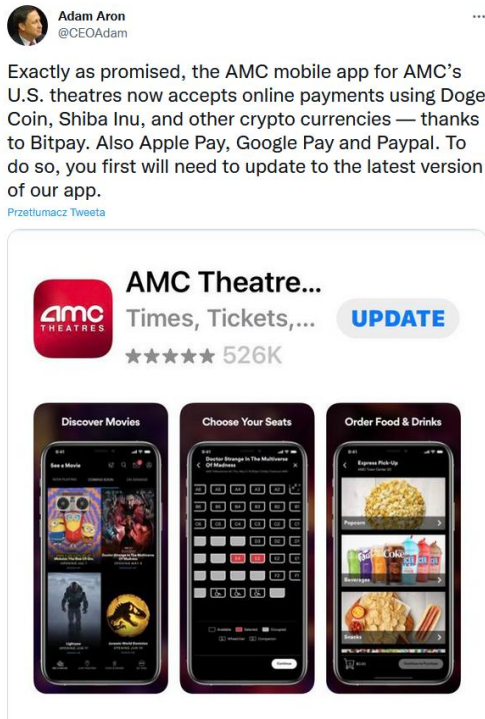 Adam Aron
@CEOAdam
Exactly as promised, the AMC mobile app for AMC's
U.S. theatres now accepts online payments using Doge
Coin, Shiba Inu, and other crypto currencies — thanks
to Bitpay. Also Apple Pay, Google Pay and Paypal. To
do so, you first will need to update to the latest version
of our app.
Przetłumacz Tweeta
amc
THEATRES
AMC Theatre...
Times, Tickets,...
UPDATE
526K
Discover Movies
Choose Your Seats
Order Food & Drinks
See a Movie
Doctor Strange In The Multiverse
Of Madness
Express Pick-Up
Popcorn
Beverages
Snacks
Continue